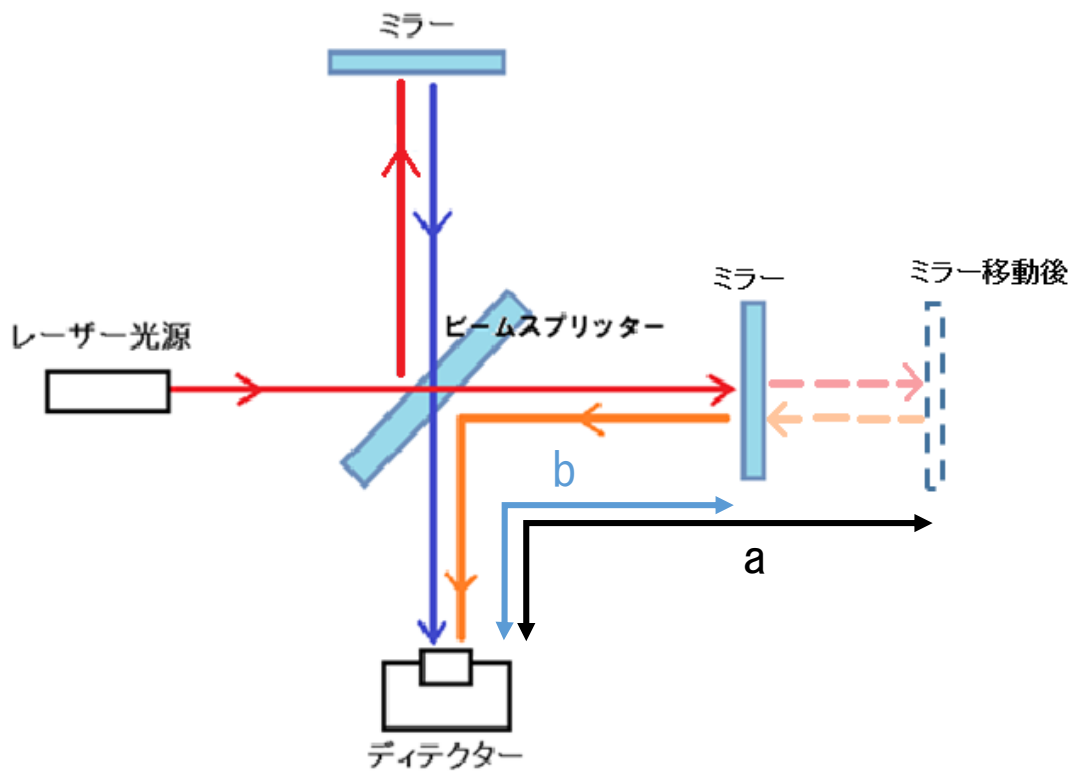 ミラー
ミラー移動後
ミラー
ビームスプリッター
レーザー光源
b
a
ディテクター